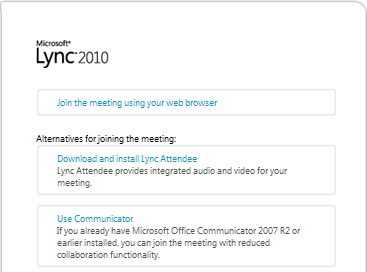 Microsoft®
Lync™ 2010
Join the meeting using your web browser
Alternatives for joining the meeting:
Download and install Lync Attendee
Lync Attendee provides integrated audio and video for your
meeting.
Use Communicator
If you already have Microsoft Office Communicator 2007 R2 or
earlier installed, you can join the meeting with reduced
collaboration functionality.